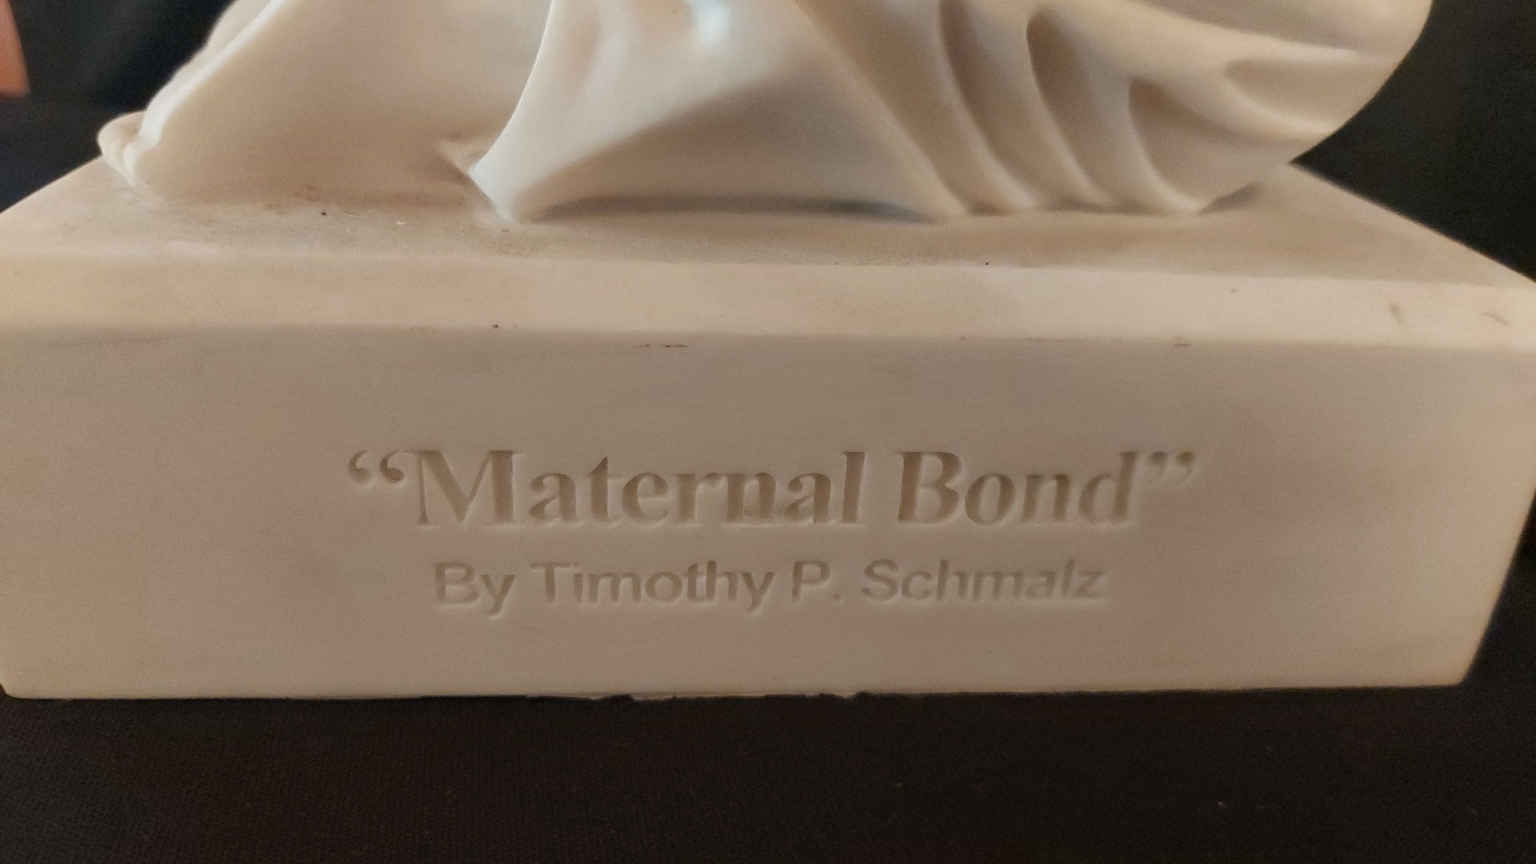 “Maternal Bond”
By Timothy P. Schmalz